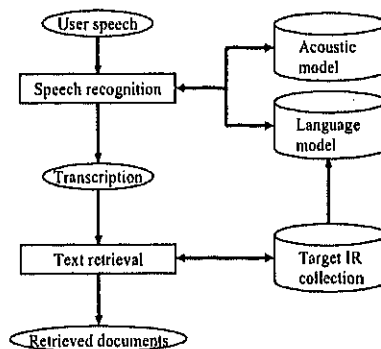 User speech
Acoustic
model
Speech recognition
Language
model
Transcription
Text retrieval
Target IR
collection
Retrieved documents